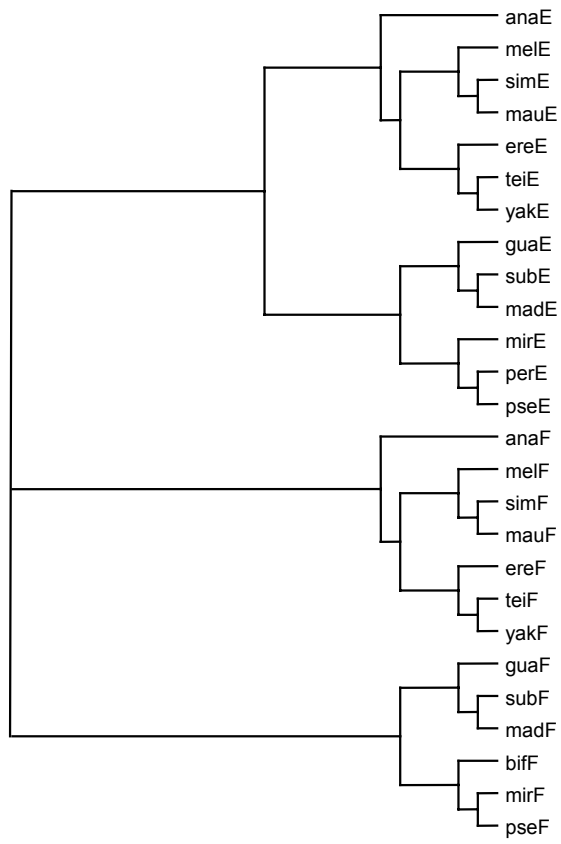 anaE
melE
simE
mauE
ereE
teiE
yakE
guaE
subE
madE
mirE
perE
pseE
anaF
melF
simF
mauF
ereF
teiF
yakF
guaF
subF
madF
bifF
mirF
pseF